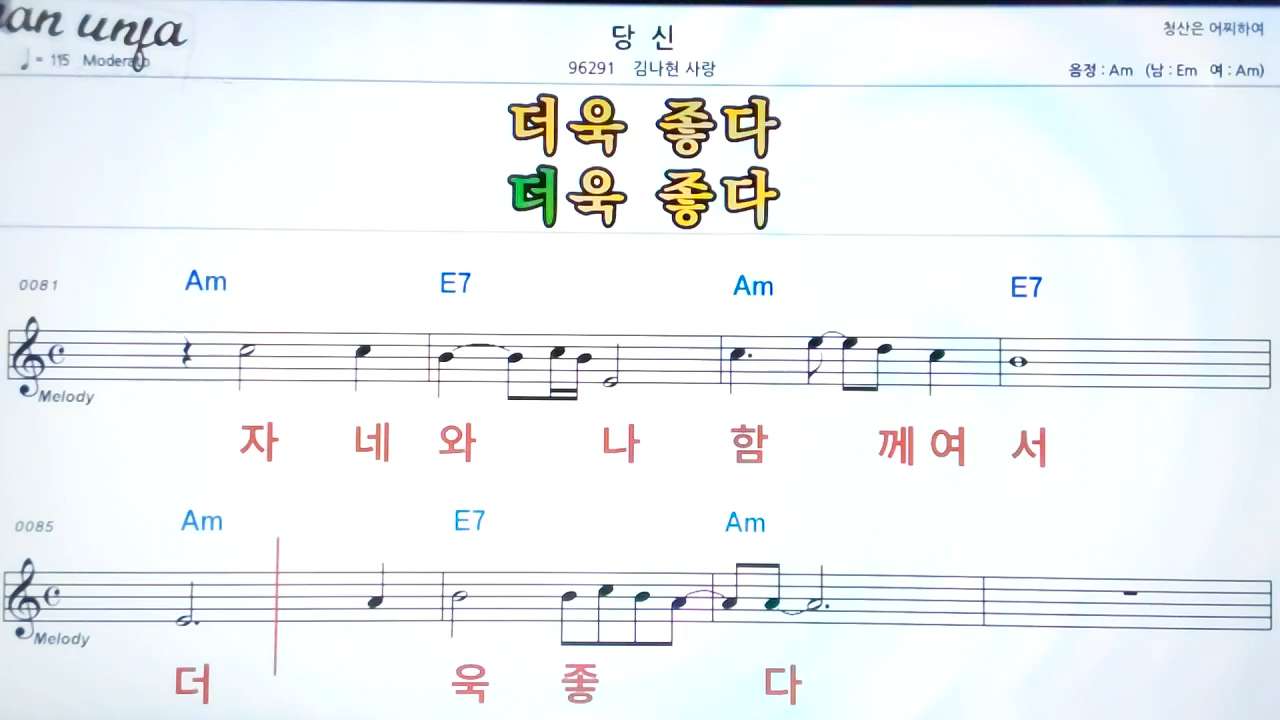 an unfa
♩ = 115 Moderato
당 신
96291 김나현 사랑
청산은 어찌하여
음정 : Am (남 : Em 여 : Am)
더욱 좋다
더욱 좋다
0081 Am E7 Am E7
Melody
자 네 와 나 함 께 여 서
0085 Am E7 Am
Melody
더 욱 좋 다